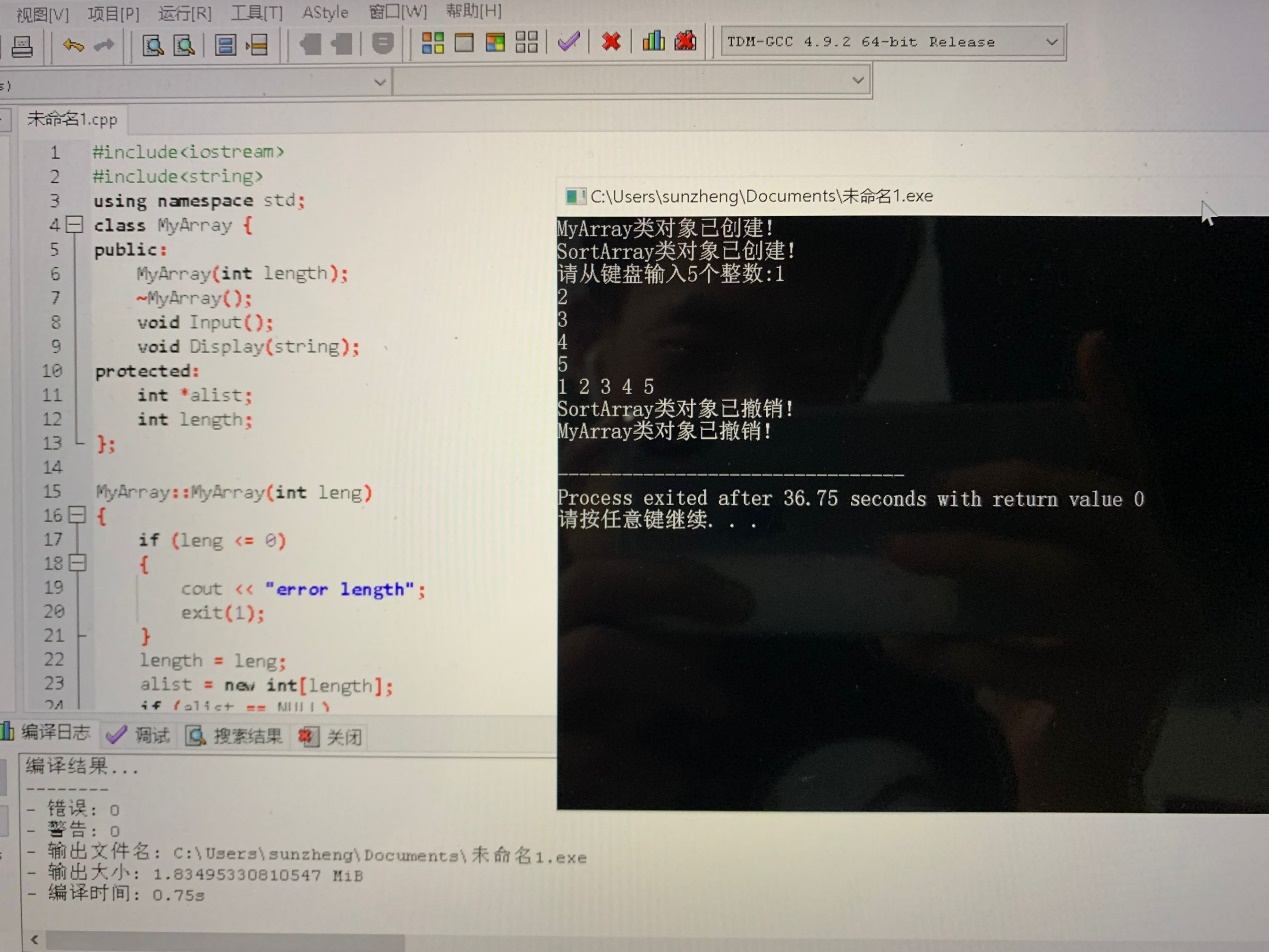 视图[V] 项目[P] 运行[R] 工具[T] AStyle 窗口[W] 帮助[H]
TDM-GCC 4.9.2 64-bit Release
未命名1.cpp
1 #include<iostream>
2 #include<string>
3 using namespace std;
4 class MyArray {
5 public:
6 MyArray(int length);
7 ~MyArray();
8 void Input();
9 void Display(string);
10 protected:
11 int *alist;
12 int length;
13 };
14
15 MyArray::MyArray(int leng)
16 {
17 if (leng <= 0)
18 {
19 cout << "error length";
20 exit(1);
21 }
22 length = leng;
23 alist = new int[length];
24 if (alist == NULL)
C:\Users\sunzheng\Documents\未命名1.exe
MyArray类对象已创建!
SortArray类对象已创建!
请从键盘输入5个整数:1
2
3
4
5
1 2 3 4 5
SortArray类对象已撤销!
MyArray类对象已撤销!
--------------------------------
Process exited after 36.75 seconds with return value 0
请按任意键继续. . .
编译日志 调试 搜索结果 关闭
编译结果...
--------
- 错误: 0
- 警告: 0
- 输出文件名: C:\Users\sunzheng\Documents\未命名1.exe
- 输出大小: 1.83495330810547 MiB
- 编译时间: 0.75s